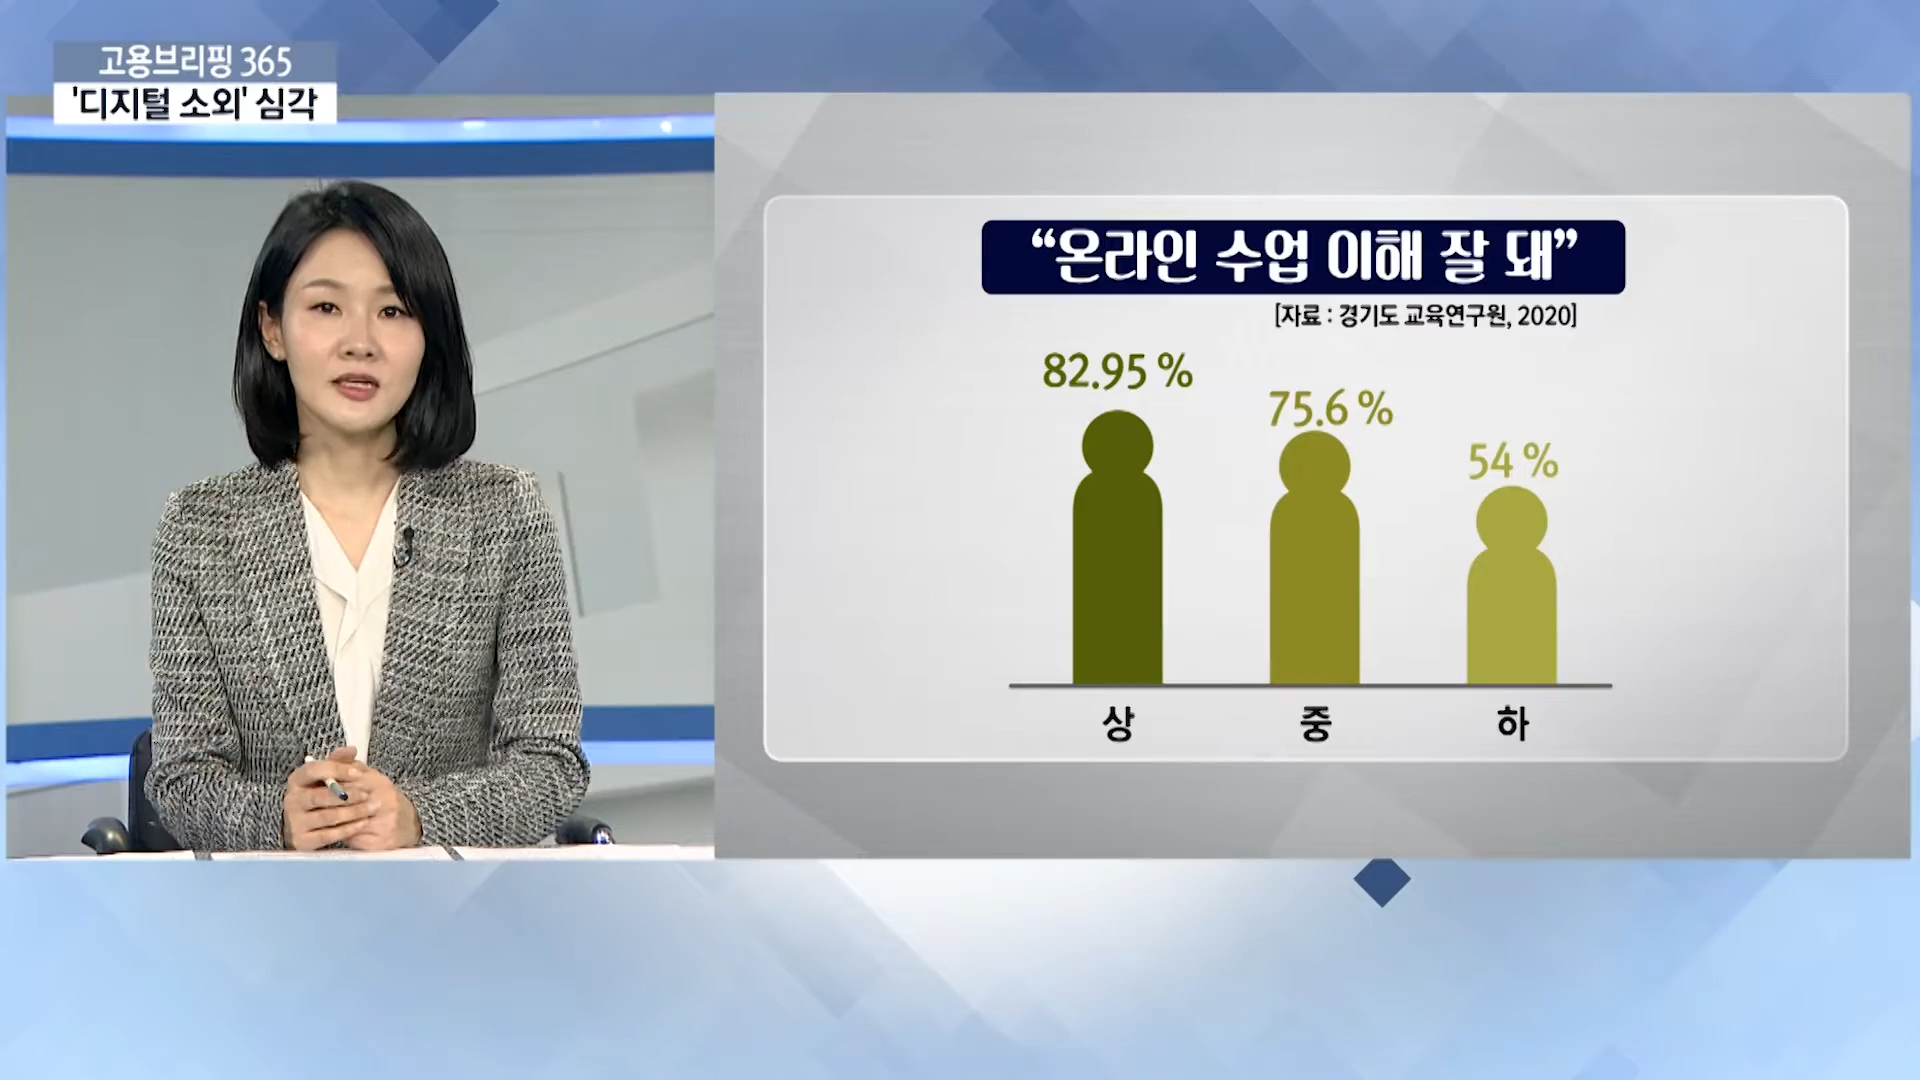 고용브리핑 365
'디지털 소외' 심각
“온라인 수업 이해 잘 돼”
[자료 : 경기도 교육연구원, 2020]
82.95 %
75.6 %
54 %
상
중
하